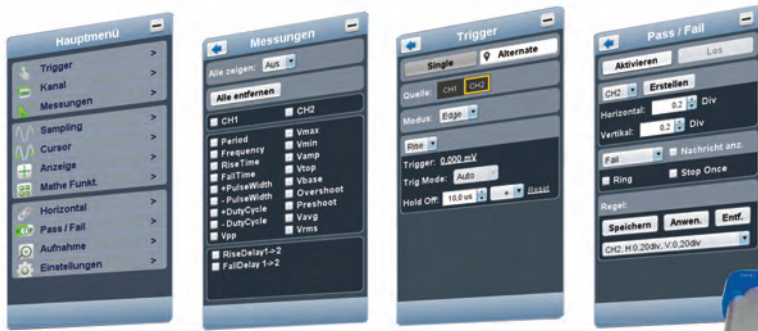 Hauptmenü
Trigger >
Kanal >
Messungen >
Sampling >
Cursor >
Anzeige >
Mathe Funkt. >
Horizontal >
Pass / Fail >
Aufnahme >
Einstellungen >
Messungen
Alle zeigen: Aus
Alle entfernen
CH1 CH2
Period Vmax
Frequency Vmin
RiseTime Vamp
FallTime Vtop
+PulseWidth Vbase
- PulseWidth Overshoot
+DutyCycle Preshoot
- DutyCycle Vavg
Vpp Vrms
RiseDelay1->2
FallDelay 1->2
Trigger
Single Alternate
Quelle: CH1 CH2
Modus: Edge
Rise
Trigger: 0.000 mV
Trig Mode: Auto
Hold Off: 10,0 us + Reset
Pass / Fail
Aktivieren Los
CH2 Erstellen
Horizontal: 0,2 Div
Vertikal: 0,2 Div
Fail Nachricht anz.
Ring Stop Once
Regel:
Speichern Anwen. Entf.
CH2, H:0,20div, V:0,20div